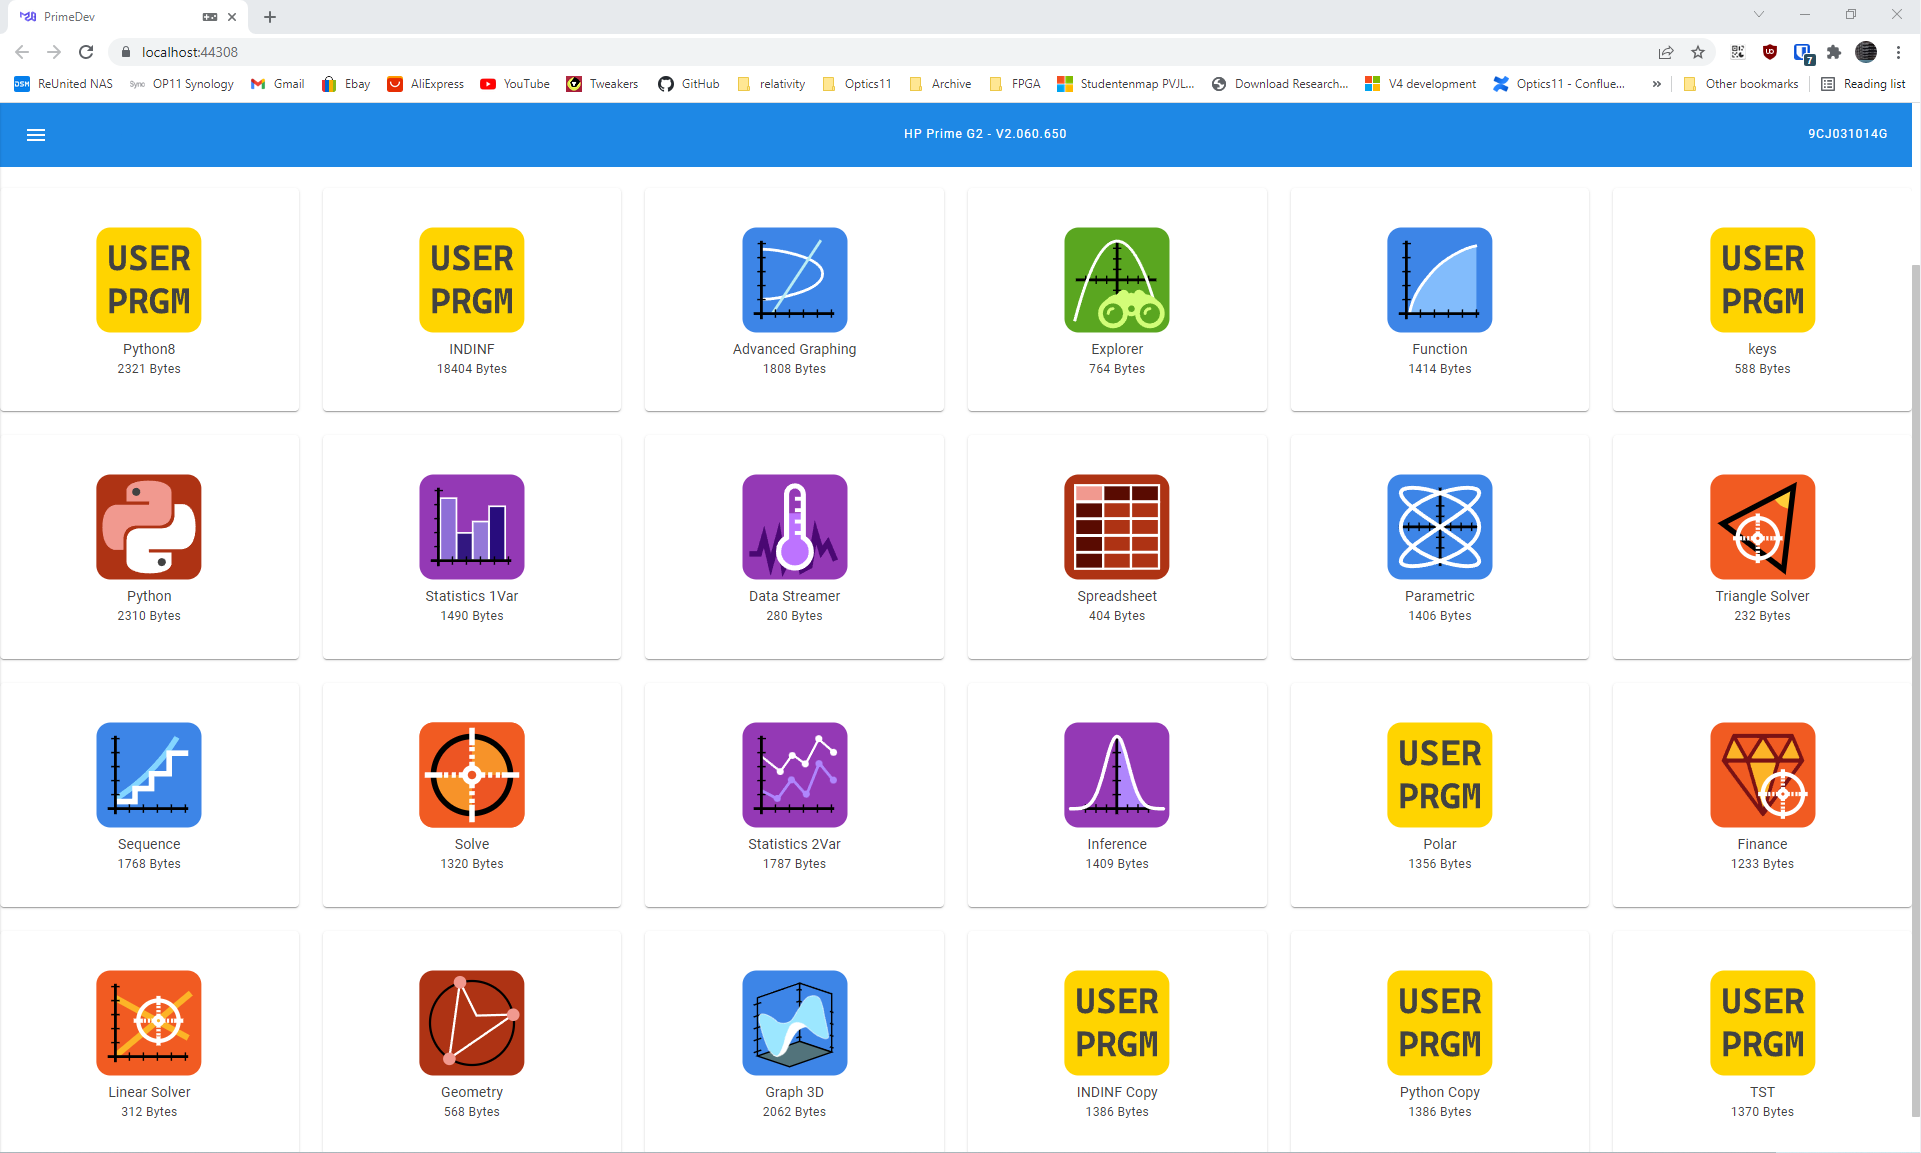 PrimeDev
localhost:44308
7
DSM ReUnited NAS Sync OP11 Synology Gmail Ebay AliExpress YouTube Tweakers GitHub relativity Optics11 Archive FPGA Studentenmap PVJL... Download Research... V4 development Optics11 - Conflue... » Other bookmarks Reading list
HP Prime G2 - V2.060.650 9CJ031014G
USER USER USER
PRGM PRGM PRGM
Python8 INDINF Advanced Graphing Explorer Function keys
2321 Bytes 18404 Bytes 1808 Bytes 764 Bytes 1414 Bytes 588 Bytes
Python Statistics 1Var Data Streamer Spreadsheet Parametric Triangle Solver
2310 Bytes 1490 Bytes 280 Bytes 404 Bytes 1406 Bytes 232 Bytes
USER
PRGM
Sequence Solve Statistics 2Var Inference Polar Finance
1768 Bytes 1320 Bytes 1787 Bytes 1409 Bytes 1356 Bytes 1233 Bytes
USER USER USER
PRGM PRGM PRGM
Linear Solver Geometry Graph 3D INDINF Copy Python Copy TST
312 Bytes 568 Bytes 2062 Bytes 1386 Bytes 1386 Bytes 1370 Bytes